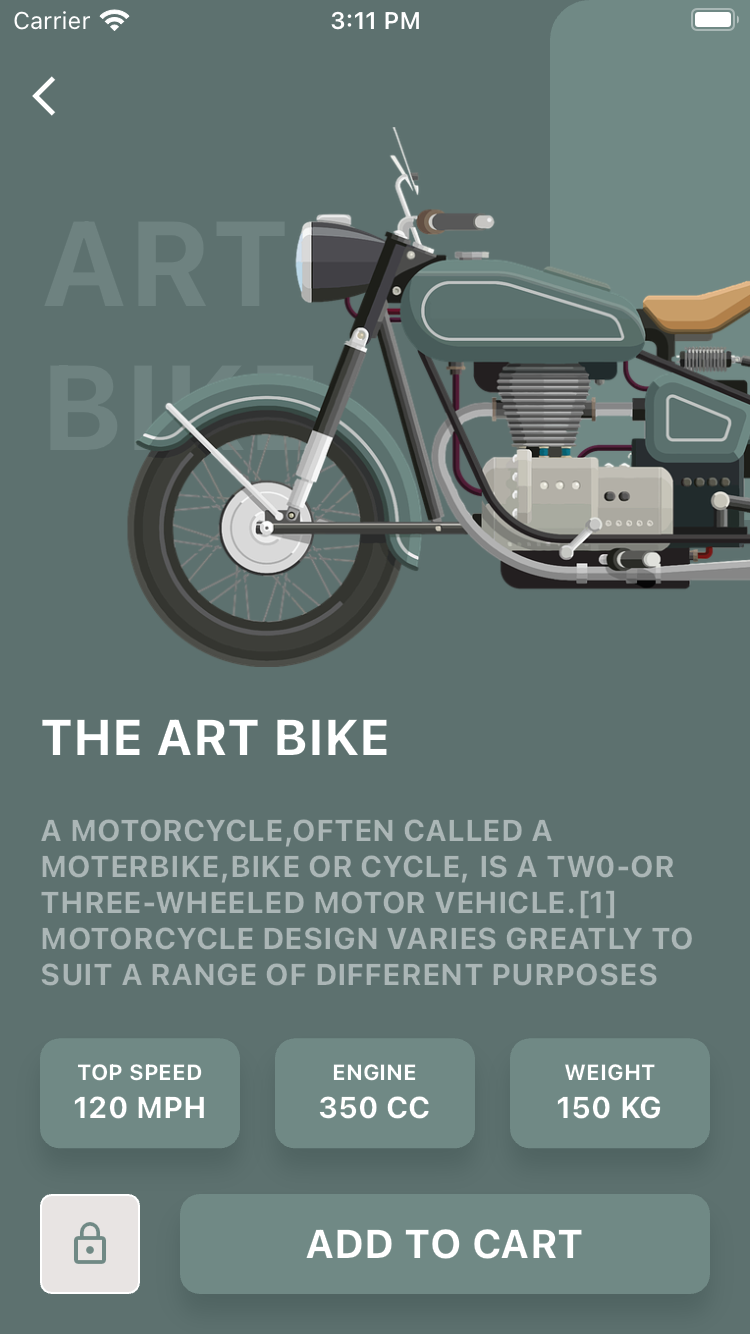 Carrier 3:11 PM
ART
BIKE
THE ART BIKE
A MOTORCYCLE,OFTEN CALLED A
MOTERBIKE,BIKE OR CYCLE, IS A TW0-OR
THREE-WHEELED MOTOR VEHICLE.[1]
MOTORCYCLE DESIGN VARIES GREATLY TO
SUIT A RANGE OF DIFFERENT PURPOSES
TOP SPEED ENGINE WEIGHT
120 MPH 350 CC 150 KG
ADD TO CART